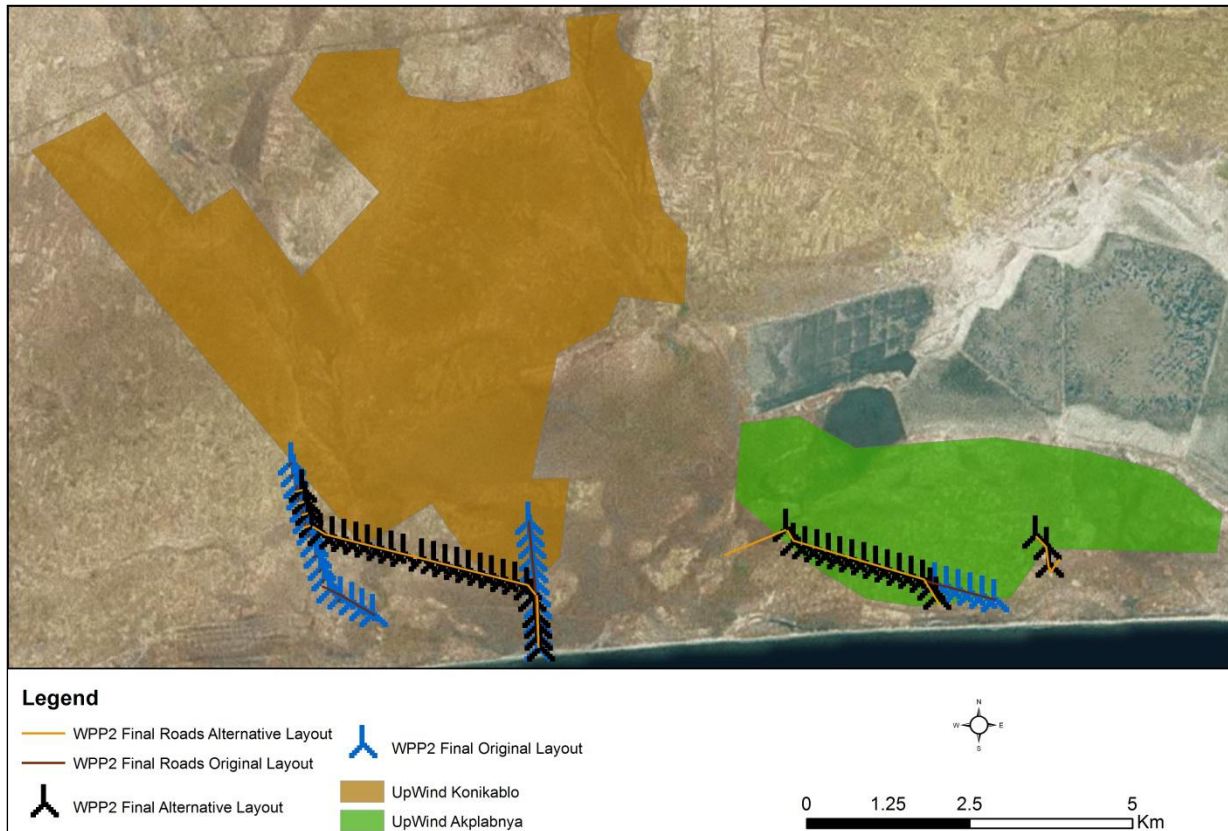 Legend
WPP2 Final Roads Alternative Layout
WPP2 Final Roads Original Layout
WPP2 Final Alternative Layout
WPP2 Final Original Layout
UpWind Konikablo
UpWind Akplabnya
N
W E
S
0 1.25 2.5 5
Km